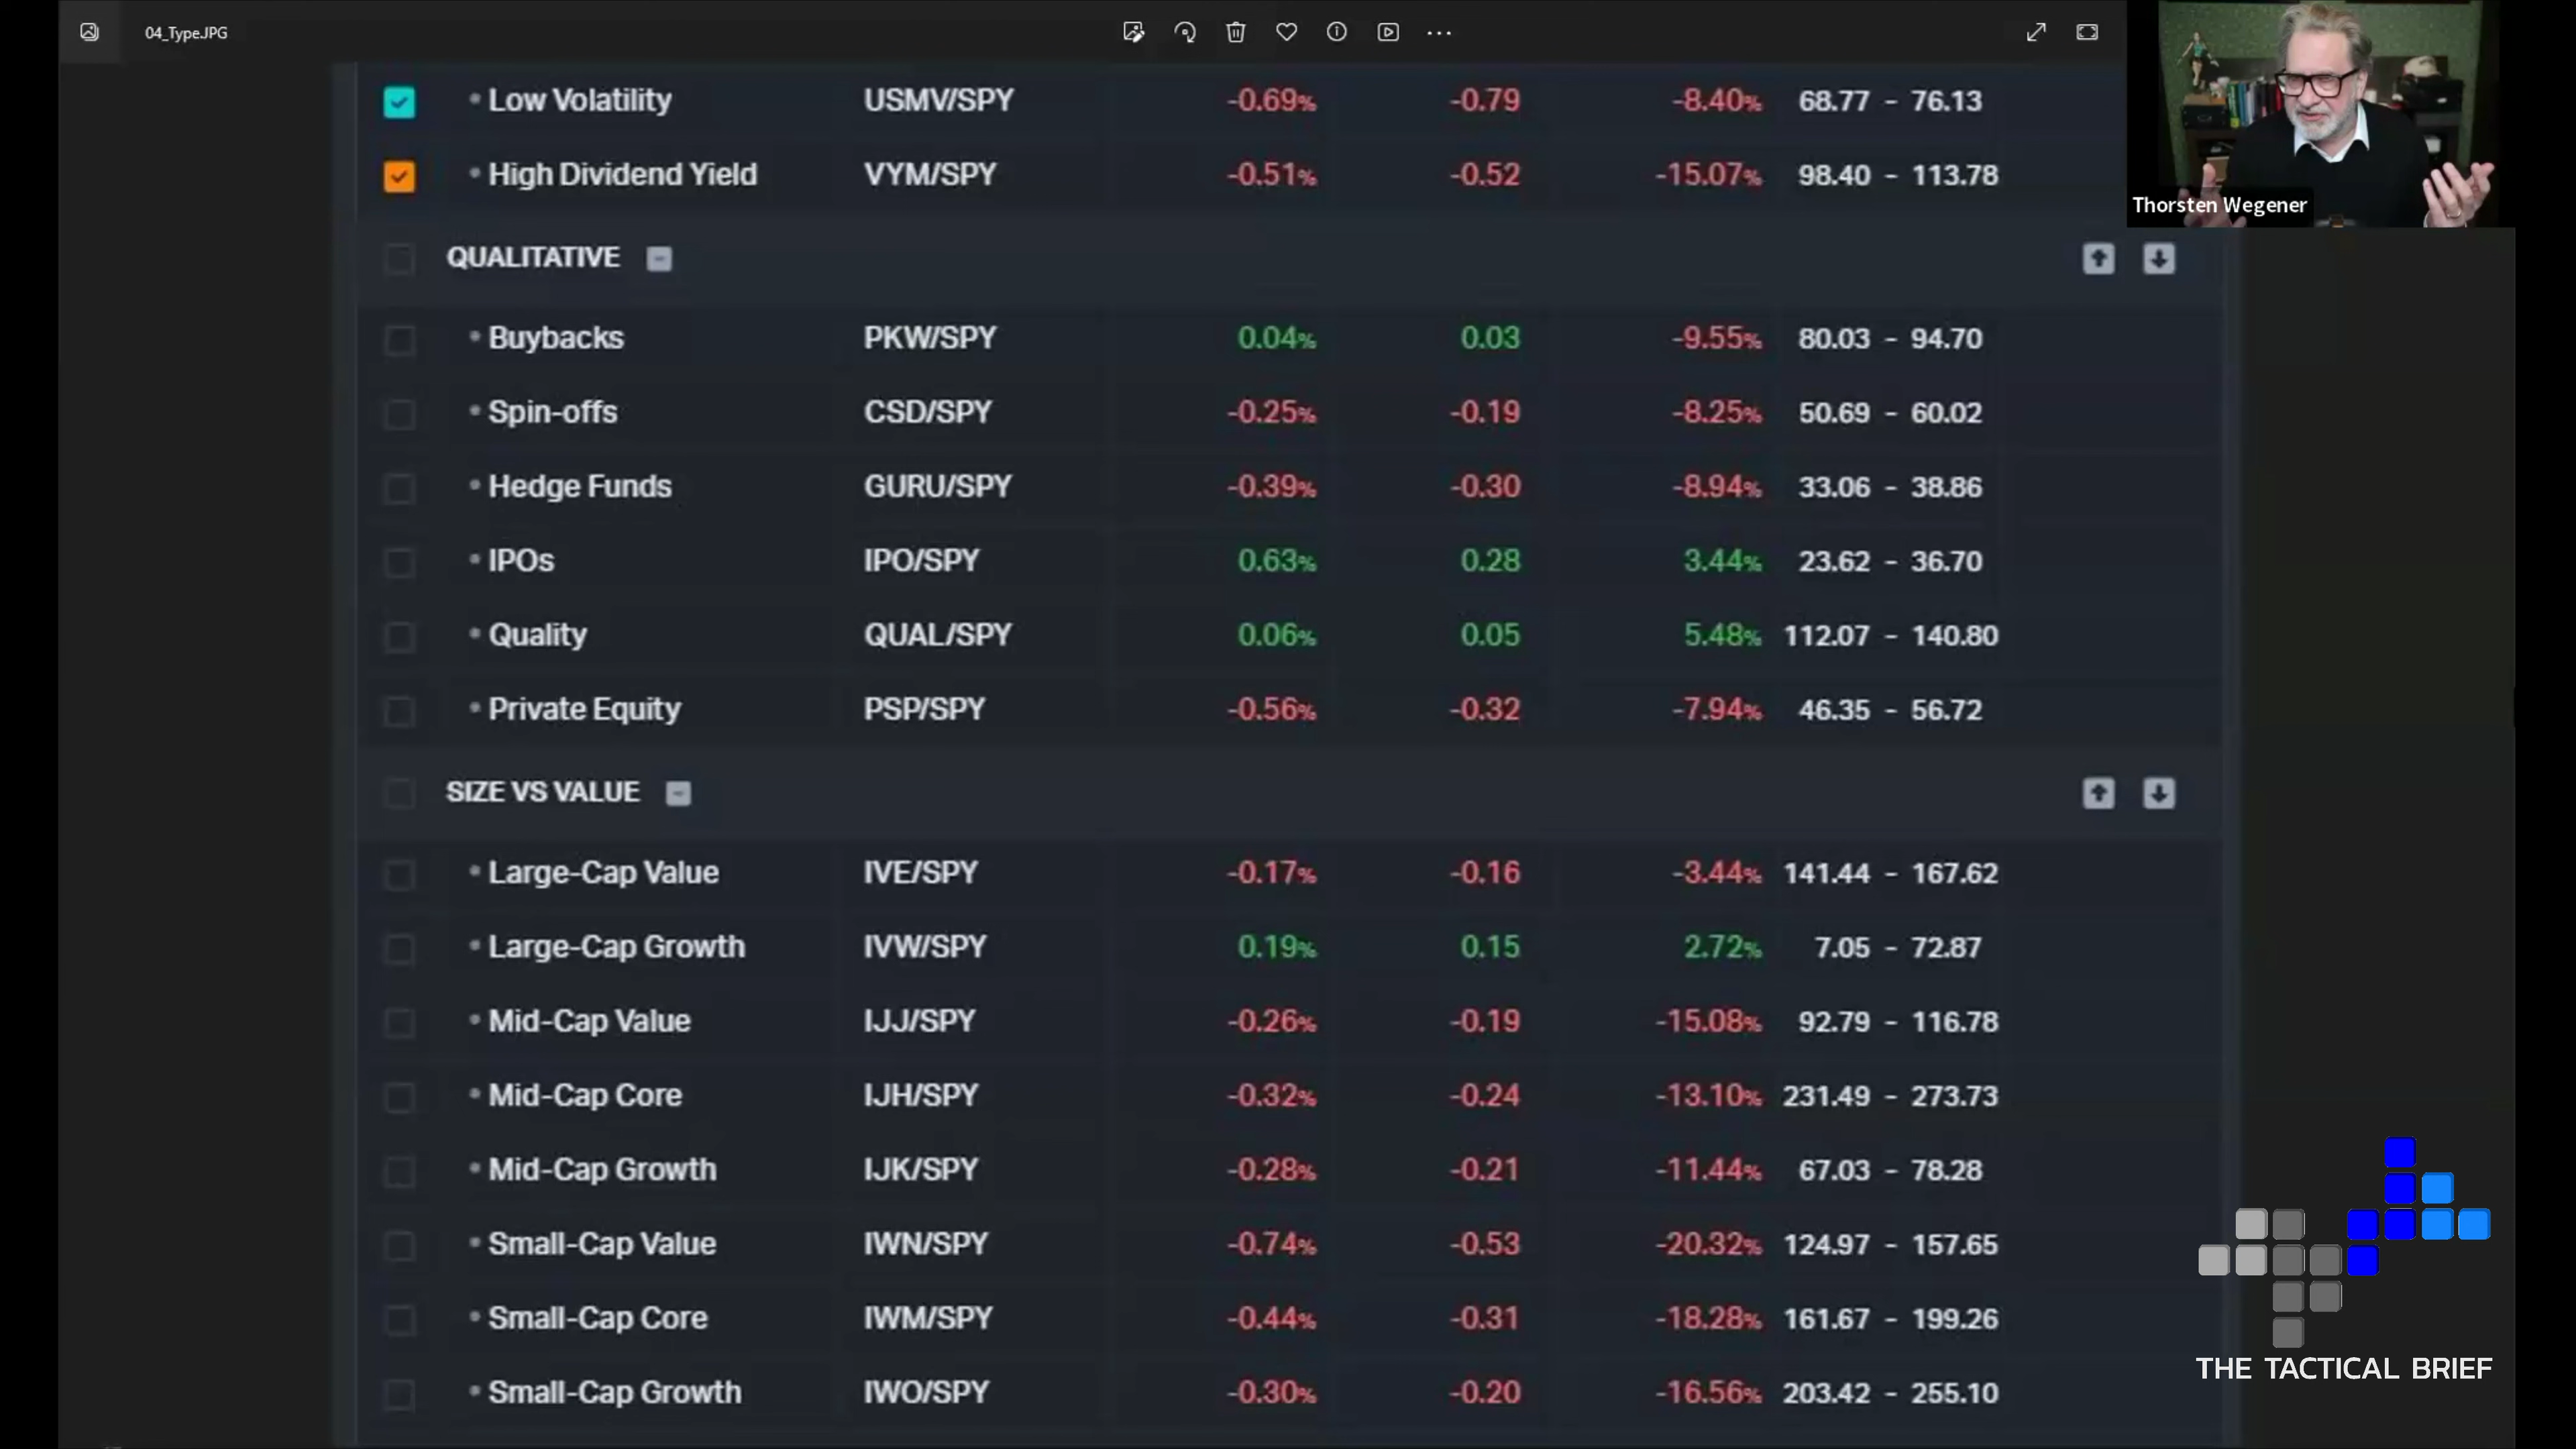 04_Type.JPG
Low Volatility USMV/SPY -0.69% -0.79 -8.40% 68.77 - 76.13
High Dividend Yield VYM/SPY -0.51% -0.52 -15.07% 98.40 - 113.78
Thorsten Wegener
QUALITATIVE
Buybacks PKW/SPY 0.04% 0.03 -9.55% 80.03 - 94.70
Spin-offs CSD/SPY -0.25% -0.19 -8.25% 50.69 - 60.02
Hedge Funds GURU/SPY -0.39% -0.30 -8.94% 33.06 - 38.86
IPOs IPO/SPY 0.63% 0.28 3.44% 23.62 - 36.70
Quality QUAL/SPY 0.06% 0.05 5.48% 112.07 - 140.80
Private Equity PSP/SPY -0.56% -0.32 -7.94% 46.35 - 56.72
SIZE VS VALUE
Large-Cap Value IVE/SPY -0.17% -0.16 -3.44% 141.44 - 167.62
Large-Cap Growth IVW/SPY 0.19% 0.15 2.72% 7.05 - 72.87
Mid-Cap Value IJJ/SPY -0.26% -0.19 -15.08% 92.79 - 116.78
Mid-Cap Core IJH/SPY -0.32% -0.24 -13.10% 231.49 - 273.73
Mid-Cap Growth IJK/SPY -0.28% -0.21 -11.44% 67.03 - 78.28
Small-Cap Value IWN/SPY -0.74% -0.53 -20.32% 124.97 - 157.65
Small-Cap Core IWM/SPY -0.44% -0.31 -18.28% 161.67 - 199.26
Small-Cap Growth IWO/SPY -0.30% -0.20 -16.56% 203.42 - 255.10
THE TACTICAL BRIEF